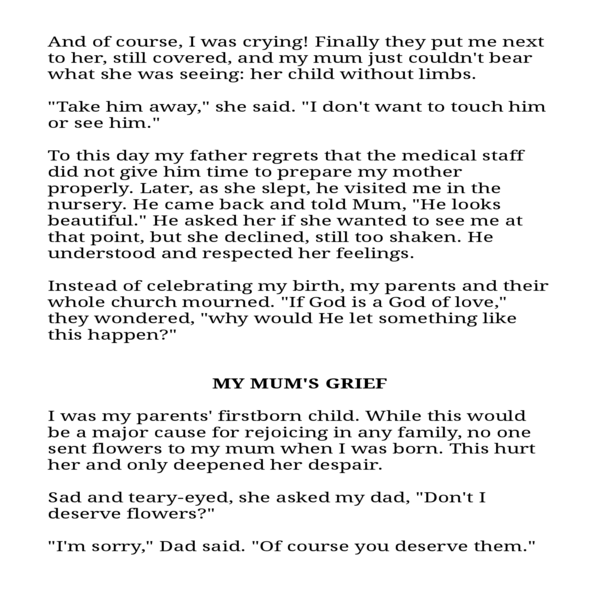 And of course, I was crying! Finally they put me next
to her, still covered, and my mum just couldn't bear
what she was seeing: her child without limbs.
"Take him away," she said. "I don't want to touch him
or see him."
To this day my father regrets that the medical staff
did not give him time to prepare my mother
properly. Later, as she slept, he visited me in the
nursery. He came back and told Mum, "He looks
beautiful." He asked her if she wanted to see me at
that point, but she declined, still too shaken. He
understood and respected her feelings.
Instead of celebrating my birth, my parents and their
whole church mourned. "If God is a God of love,"
they wondered, "why would He let something like
this happen?"
MY MUM'S GRIEF
I was my parents' firstborn child. While this would
be a major cause for rejoicing in any family, no one
sent flowers to my mum when I was born. This hurt
her and only deepened her despair.
Sad and teary-eyed, she asked my dad, "Don't I
deserve flowers?"
"I'm sorry," Dad said. "Of course you deserve them."